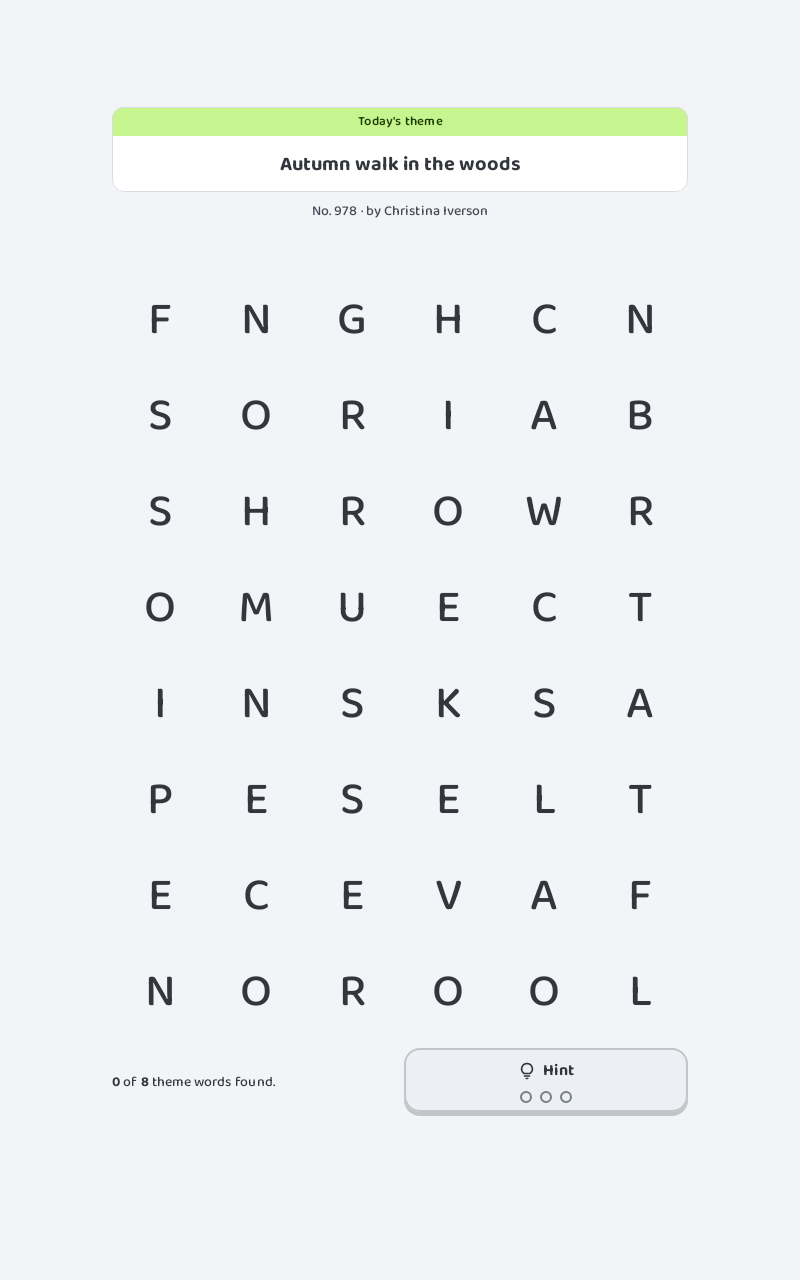 Today's theme
Autumn walk in the woods
No. 978 · by Christina Iverson
F N G H C N
S O R I A B
S H R O W R
O M U E C T
I N S K S A
P E S E L T
E C E V A F
N O R O O L
0 of 8 theme words found.
Hint